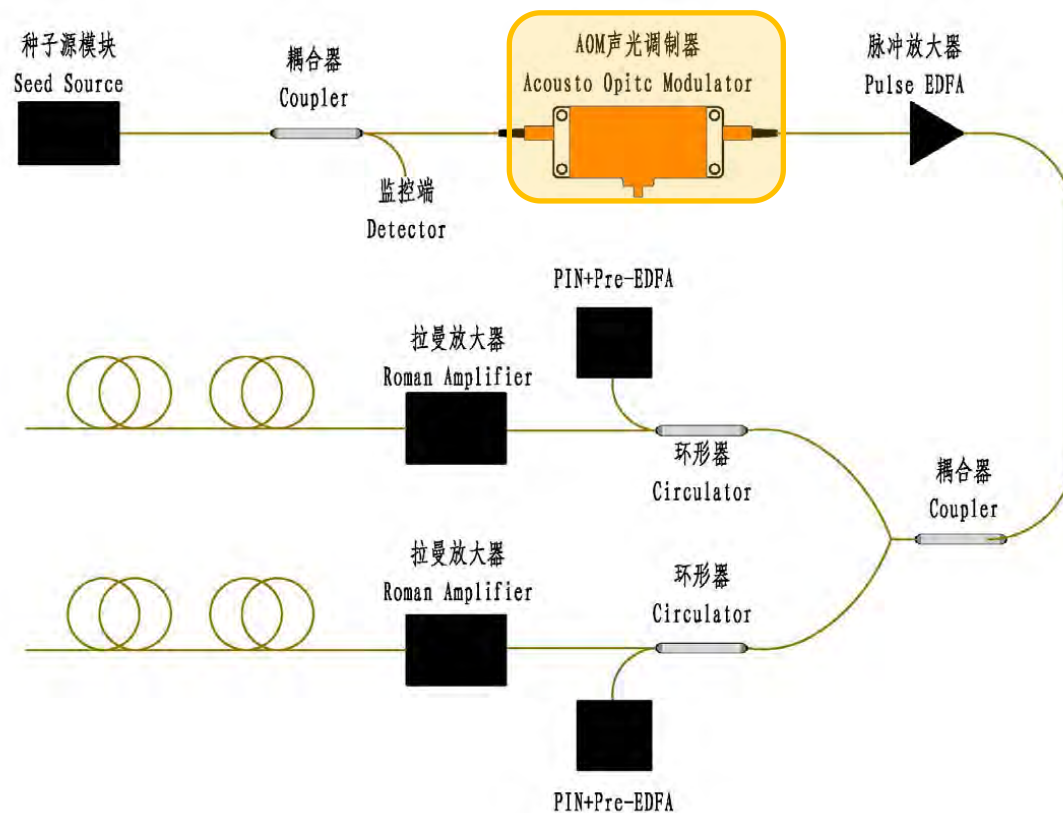 种子源模块
Seed Source
耦合器
Coupler
AOM声光调制器
Acousto Opitc Modulator
脉冲放大器
Pulse EDFA
监控端
Detector
PIN+Pre-EDFA
拉曼放大器
Roman Amplifier
环形器
Circulator
耦合器
Coupler
拉曼放大器
Roman Amplifier
环形器
Circulator
PIN+Pre-EDFA